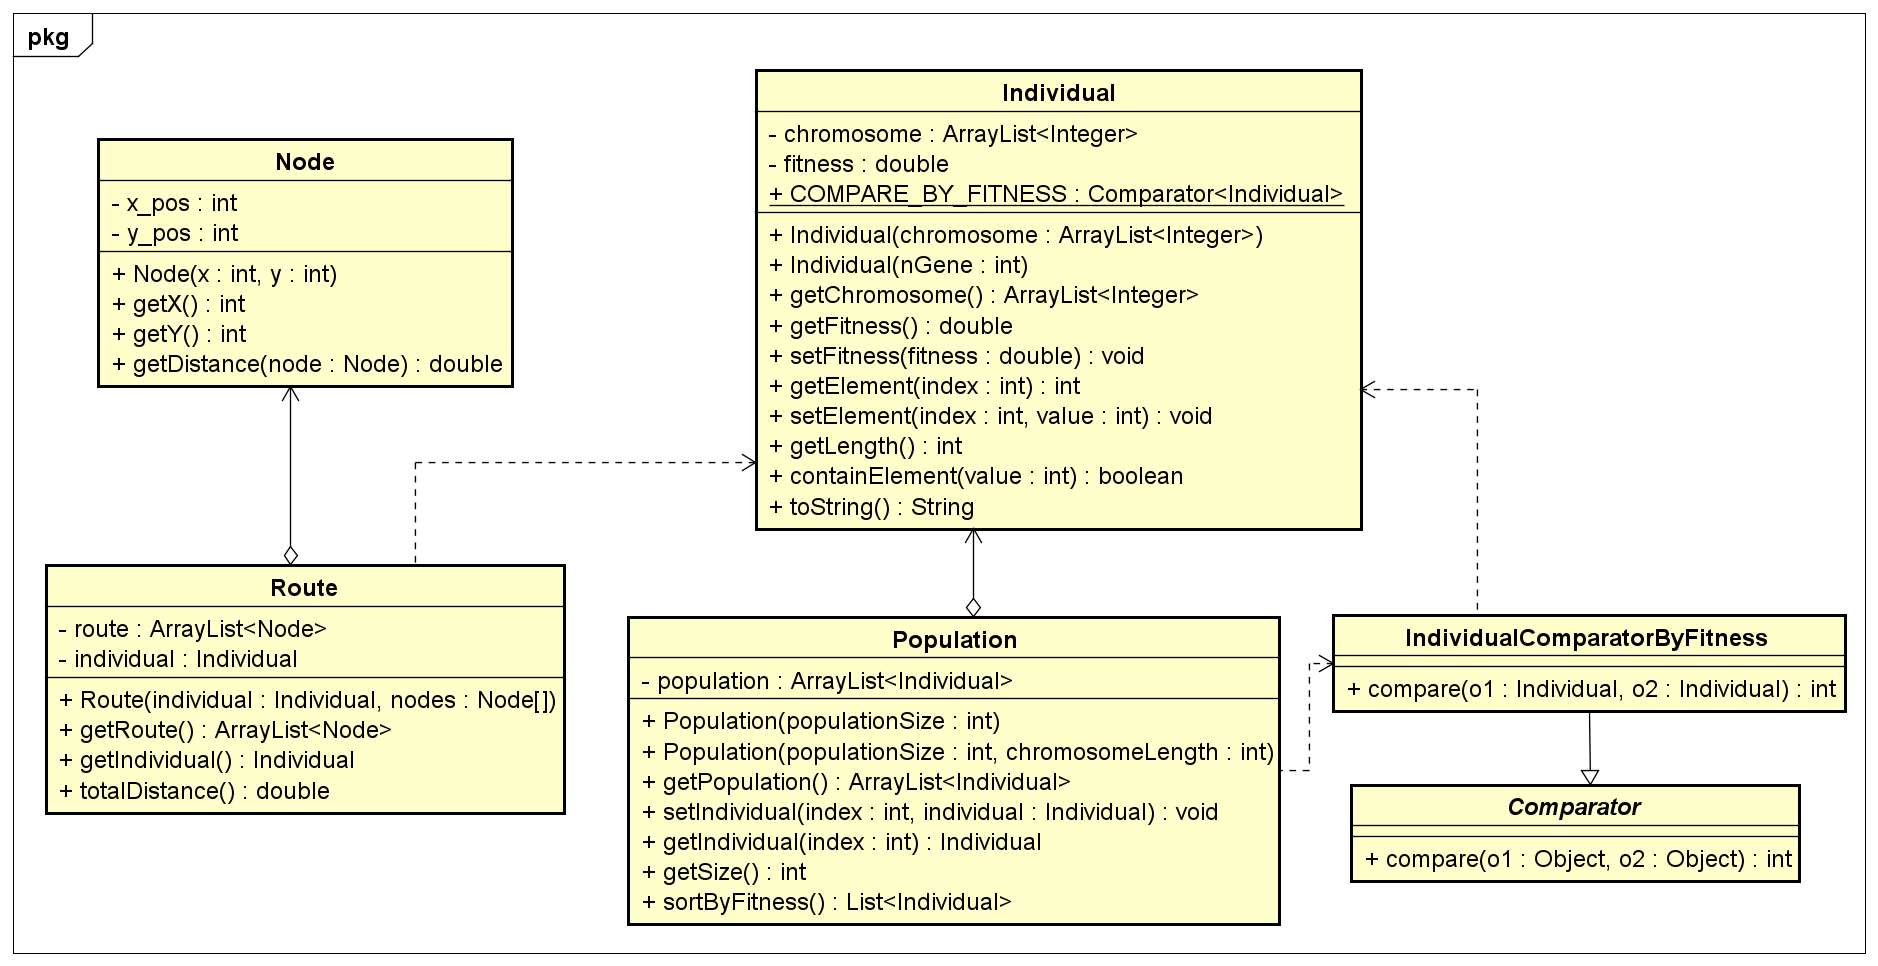 pkg
Node
- x_pos : int
- y_pos : int
+ Node(x : int, y : int)
+ getX() : int
+ getY() : int
+ getDistance(node : Node) : double
Individual
- chromosome : ArrayList<Integer>
- fitness : double
+ COMPARE_BY_FITNESS : Comparator<Individual>
+ Individual(chromosome : ArrayList<Integer>)
+ Individual(nGene : int)
+ getChromosome() : ArrayList<Integer>
+ getFitness() : double
+ setFitness(fitness : double) : void
+ getElement(index : int) : int
+ setElement(index : int, value : int) : void
+ getLength() : int
+ containElement(value : int) : boolean
+ toString() : String
Route
- route : ArrayList<Node>
- individual : Individual
+ Route(individual : Individual, nodes : Node[])
+ getRoute() : ArrayList<Node>
+ getIndividual() : Individual
+ totalDistance() : double
Population
- population : ArrayList<Individual>
+ Population(populationSize : int)
+ Population(populationSize : int, chromosomeLength : int)
+ getPopulation() : ArrayList<Individual>
+ setIndividual(index : int, individual : Individual) : void
+ getIndividual(index : int) : Individual
+ getSize() : int
+ sortByFitness() : List<Individual>
IndividualComparatorByFitness
+ compare(o1 : Individual, o2 : Individual) : int
Comparator
+ compare(o1 : Object, o2 : Object) : int